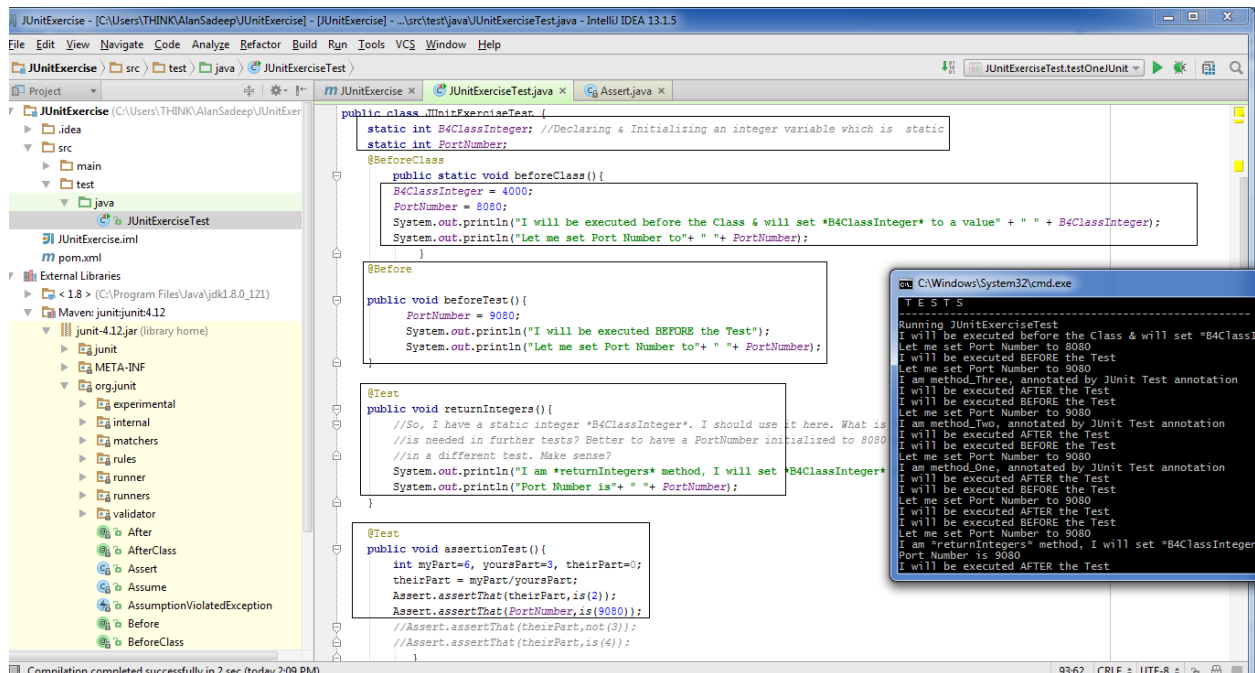 JUnitExercise - [C:\Users\THINK\AlanSadeep\JUnitExercise] - [JUnitExercise] - ...\src\test\java\JUnitExerciseTest.java - IntelliJ IDEA 13.1.5
File Edit View Navigate Code Analyze Refactor Build Run Tools VCS Window Help
JUnitExercise src test java JUnitExerciseTest
JUnitExerciseTest.testOneJUnit
Project
JUnitExercise × JUnitExerciseTest.java × Assert.java ×
JUnitExercise (C:\Users\THINK\AlanSadeep\JUnitExer
.idea
src
main
test
java
JUnitExerciseTest
JUnitExercise.iml
pom.xml
External Libraries
< 1.8 > (C:\Program Files\Java\jdk1.8.0_121)
Maven: junit:junit:4.12
junit-4.12.jar (library home)
junit
META-INF
org.junit
experimental
internal
matchers
rules
runner
runners
validator
After
AfterClass
Assert
Assume
AssumptionViolatedException
Before
BeforeClass
public class JUnitExerciseTest {
static int B4ClassInteger; //Declaring & Initializing an integer variable which is  static
static int PortNumber;
@BeforeClass
public static void beforeClass(){
B4ClassInteger = 4000;
PortNumber = 8080;
System.out.println("I will be executed before the Class & will set *B4ClassInteger* to a value" + " " + B4ClassInteger);
System.out.println("Let me set Port Number to"+ " "+ PortNumber);
}
@Before
public void beforeTest(){
PortNumber = 9080;
System.out.println("I will be executed BEFORE the Test");
System.out.println("Let me set Port Number to"+ " "+ PortNumber);
}
@Test
public void returnIntegers(){
//So, I have a static integer *B4ClassInteger*. I should use it here. What is
//is needed in further tests? Better to have a PortNumber initialized to 8080
//in a different test. Make sense?
System.out.println("I am *returnIntegers* method, I will set *B4ClassInteger*
System.out.println("Port Number is"+ " "+ PortNumber);
}
@Test
public void assertionTest(){
int myPart=6, yoursPart=3, theirPart=0;
theirPart = myPart/yoursPart;
Assert.assertThat(theirPart,is(2));
Assert.assertThat(PortNumber,is(9080));
//Assert.assertThat(theirPart,not(3));
//Assert.assertThat(theirPart,is(4));
}
C:\Windows\System32\cmd.exe
T E S T S
-------------------------------------------------------
Running JUnitExerciseTest
I will be executed before the Class & will set *B4ClassI
Let me set Port Number to 8080
I will be executed BEFORE the Test
Let me set Port Number to 9080
I am method_Three, annotated by JUnit Test annotation
I will be executed AFTER the Test
I will be executed BEFORE the Test
Let me set Port Number to 9080
I am method_Two, annotated by JUnit Test annotation
I will be executed AFTER the Test
I will be executed BEFORE the Test
Let me set Port Number to 9080
I am method_One, annotated by JUnit Test annotation
I will be executed AFTER the Test
I will be executed BEFORE the Test
Let me set Port Number to 9080
I will be executed AFTER the Test
I will be executed BEFORE the Test
Let me set Port Number to 9080
I am *returnIntegers* method, I will set *B4ClassInteger
Port Number is 9080
I will be executed AFTER the Test
Compilation completed successfully in 2 sec (today 2:09 PM)
93:62 CRLF UTF-8